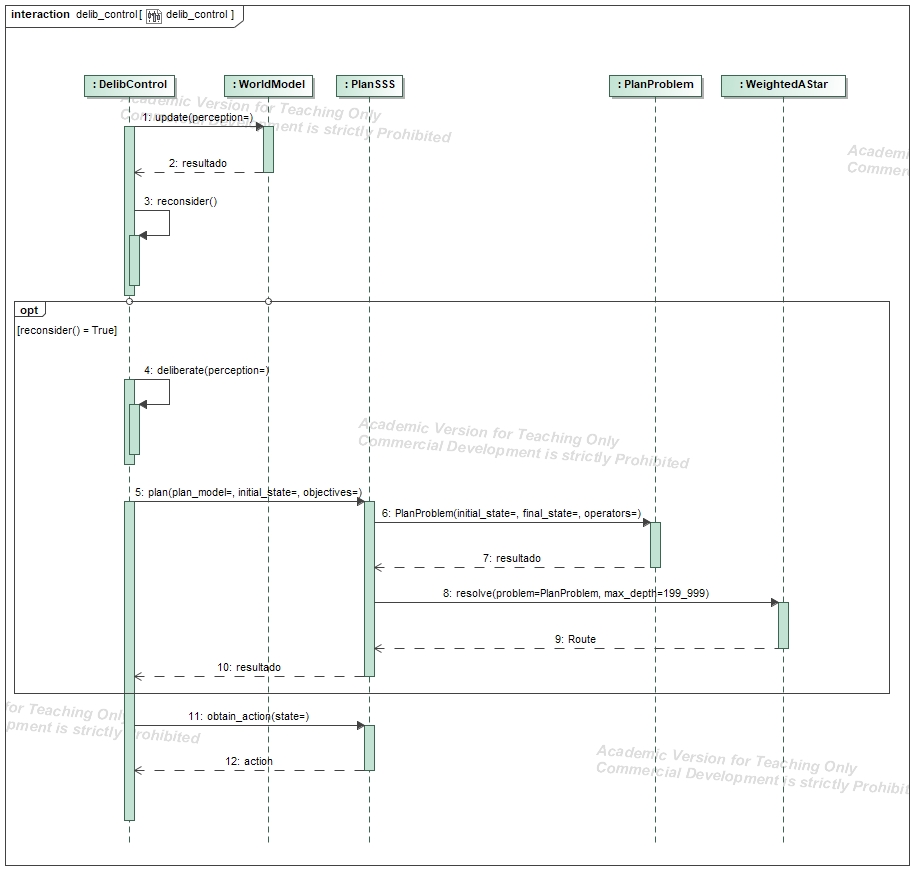 interaction delib_control[ delib_control ]
: DelibControl
: WorldModel
: PlanSSS
: PlanProblem
: WeightedAStar
Academic Version for Teaching Only
Commercial Development is strictly Prohibited
1: update(perception=)
Academ
Commerc
2: resultado
3: reconsider()
opt
[reconsider() = True]
4: deliberate(perception=)
Academic Version for Teaching Only
Commercial Development is strictly Prohibited
5: plan(plan_model=, initial_state=, objectives=)
6: PlanProblem(initial_state=, final_state=, operators=)
7: resultado
8: resolve(problem=PlanProblem, max_depth=199_999)
9: Route
10: resultado
for Teaching Only
pment is strictly Prohibited
11: obtain_action(state=)
12: action
Academic Version for Teaching Only
Commercial Development is strictly Prohibit